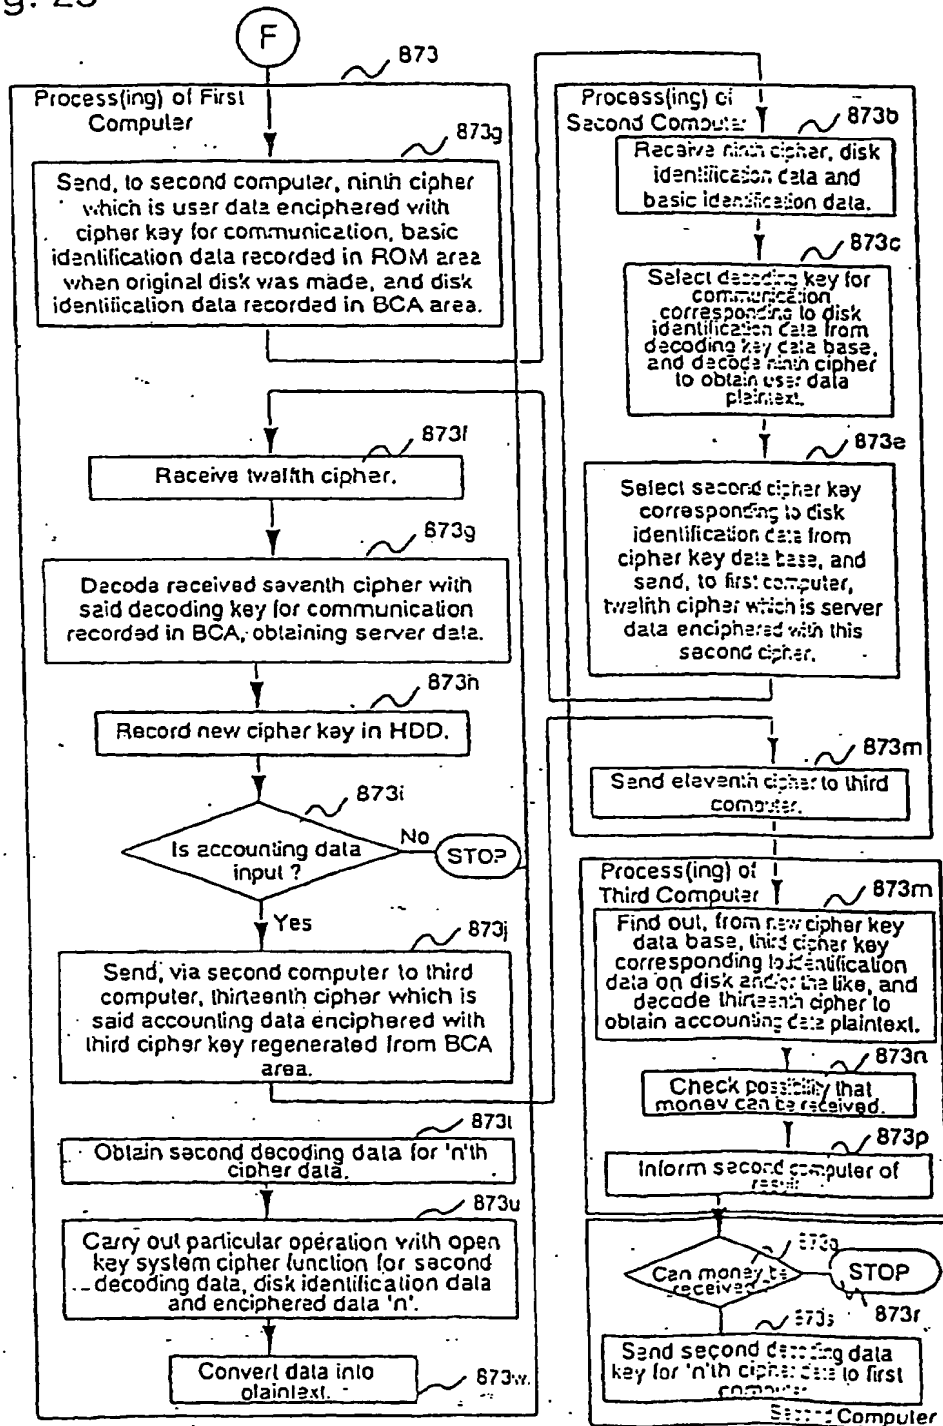 g. 23
F
873
Process(ing) of First
Computer
873g
Send, to second computer, ninth cipher
which is user data enciphered with
cipher key for communication, basic
identification data recorded in ROM area
when original disk was made, and disk
identification data recorded in BCA area.
873f
Receive twelfth cipher.
873g
Decode received seventh cipher with
said decoding key for communication
recorded in BCA, obtaining server data.
873h
Record new cipher key in HDD.
873i
Is accounting data
input ?
No
STOP
Yes
873j
Send, via second computer to third
computer, thirteenth cipher which is
said accounting data enciphered with
third cipher key regenerated from BCA
area.
873t
Obtain second decoding data for 'n'th
cipher data.
873u
Carry out particular operation with open
key system cipher function for second
decoding data, disk identification data
and enciphered data 'n'.
Convert data into
plaintext.
873w
Process(ing) of
Second Computer
873b
Receive ninth cipher, disk
identification data and
basic identification data.
873c
Select decoding key for
communication
corresponding to disk
identification data from
decoding key data base,
and decode ninth cipher
to obtain user data
plaintext.
873e
Select second cipher key
corresponding to disk
identification data from
cipher key data base, and
send, to first computer,
twelfth cipher which is server
data enciphered with this
second cipher.
873m
Send eleventh cipher to third
computer.
Process(ing) of
Third Computer
873m
Find out, from new cipher key
data base, third cipher key
corresponding to identification
data on disk and/or the like, and
decode thirteenth cipher to
obtain accounting data plaintext.
873n
Check possibility that
money can be received.
873p
Inform second computer of
result.
873q
Can money be
received
STOP
873r
873s
Send second decoding data
key for 'n'th cipher data to first
computer
Second Computer